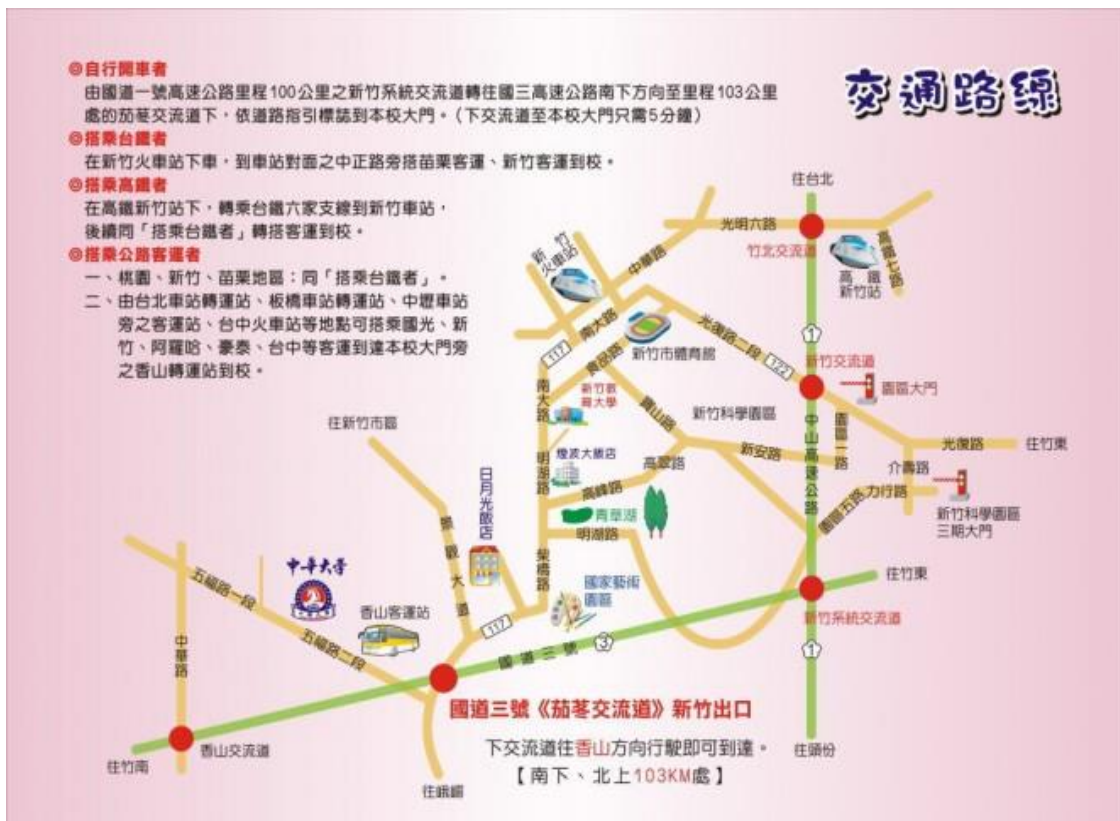 交通路線
◎自行開車者
由國道一號高速公路里程100公里之新竹系統交流道轉往國三高速公路南下方向至里程103公里
處的茄苳交流道下，依道路指引標誌到本校大門。（下交流道至本校大門只需5分鐘）
◎搭乘台鐵者
在新竹火車站下車，到車站對面之中正路旁搭苗栗客運、新竹客運到校。
◎搭乘高鐵者
在高鐵新竹站下，轉乘台鐵六家支線到新竹車站，
後續同「搭乘台鐵者」轉搭客運到校。
◎搭乘公路客運者
一、桃園、新竹、苗栗地區：同「搭乘台鐵者」。
二、由台北車站轉運站、板橋車站轉運站、中壢車站
旁之客運站、台中火車站等地點可搭乘國光、新
竹、阿羅哈、豪泰、台中等客運到達本校大門旁
之香山轉運站到校。
往台北
光明六路
竹北交流道
高鐵七路
高鐵
新竹站
新竹
火車站
中華路
南大路
117
食品路
新竹市體育館
光復路二段
122
1
新竹交流道
園區大門
南大路
新竹教
育大學
寶山路
新竹科學園區
中山高速公路
園區一路
光復路
往竹東
往新竹市區
明湖路
煙波大飯店
高翠路
新安路
介壽路
日月光飯店
高峰路
園區五路
力行路
新竹科學園區
三期大門
青草湖
明湖路
景觀大道
柴橋路
往竹東
五福路一段
中華大學
香山客運站
117
國家藝術
園區
新竹系統交流道
中華路
五福路二段
國道三號
3
1
國道三號《茄苳交流道》新竹出口
香山交流道
往竹南
下交流道往香山方向行駛即可到達。
往頭份
【南下、北上103KM處】
往峨嵋